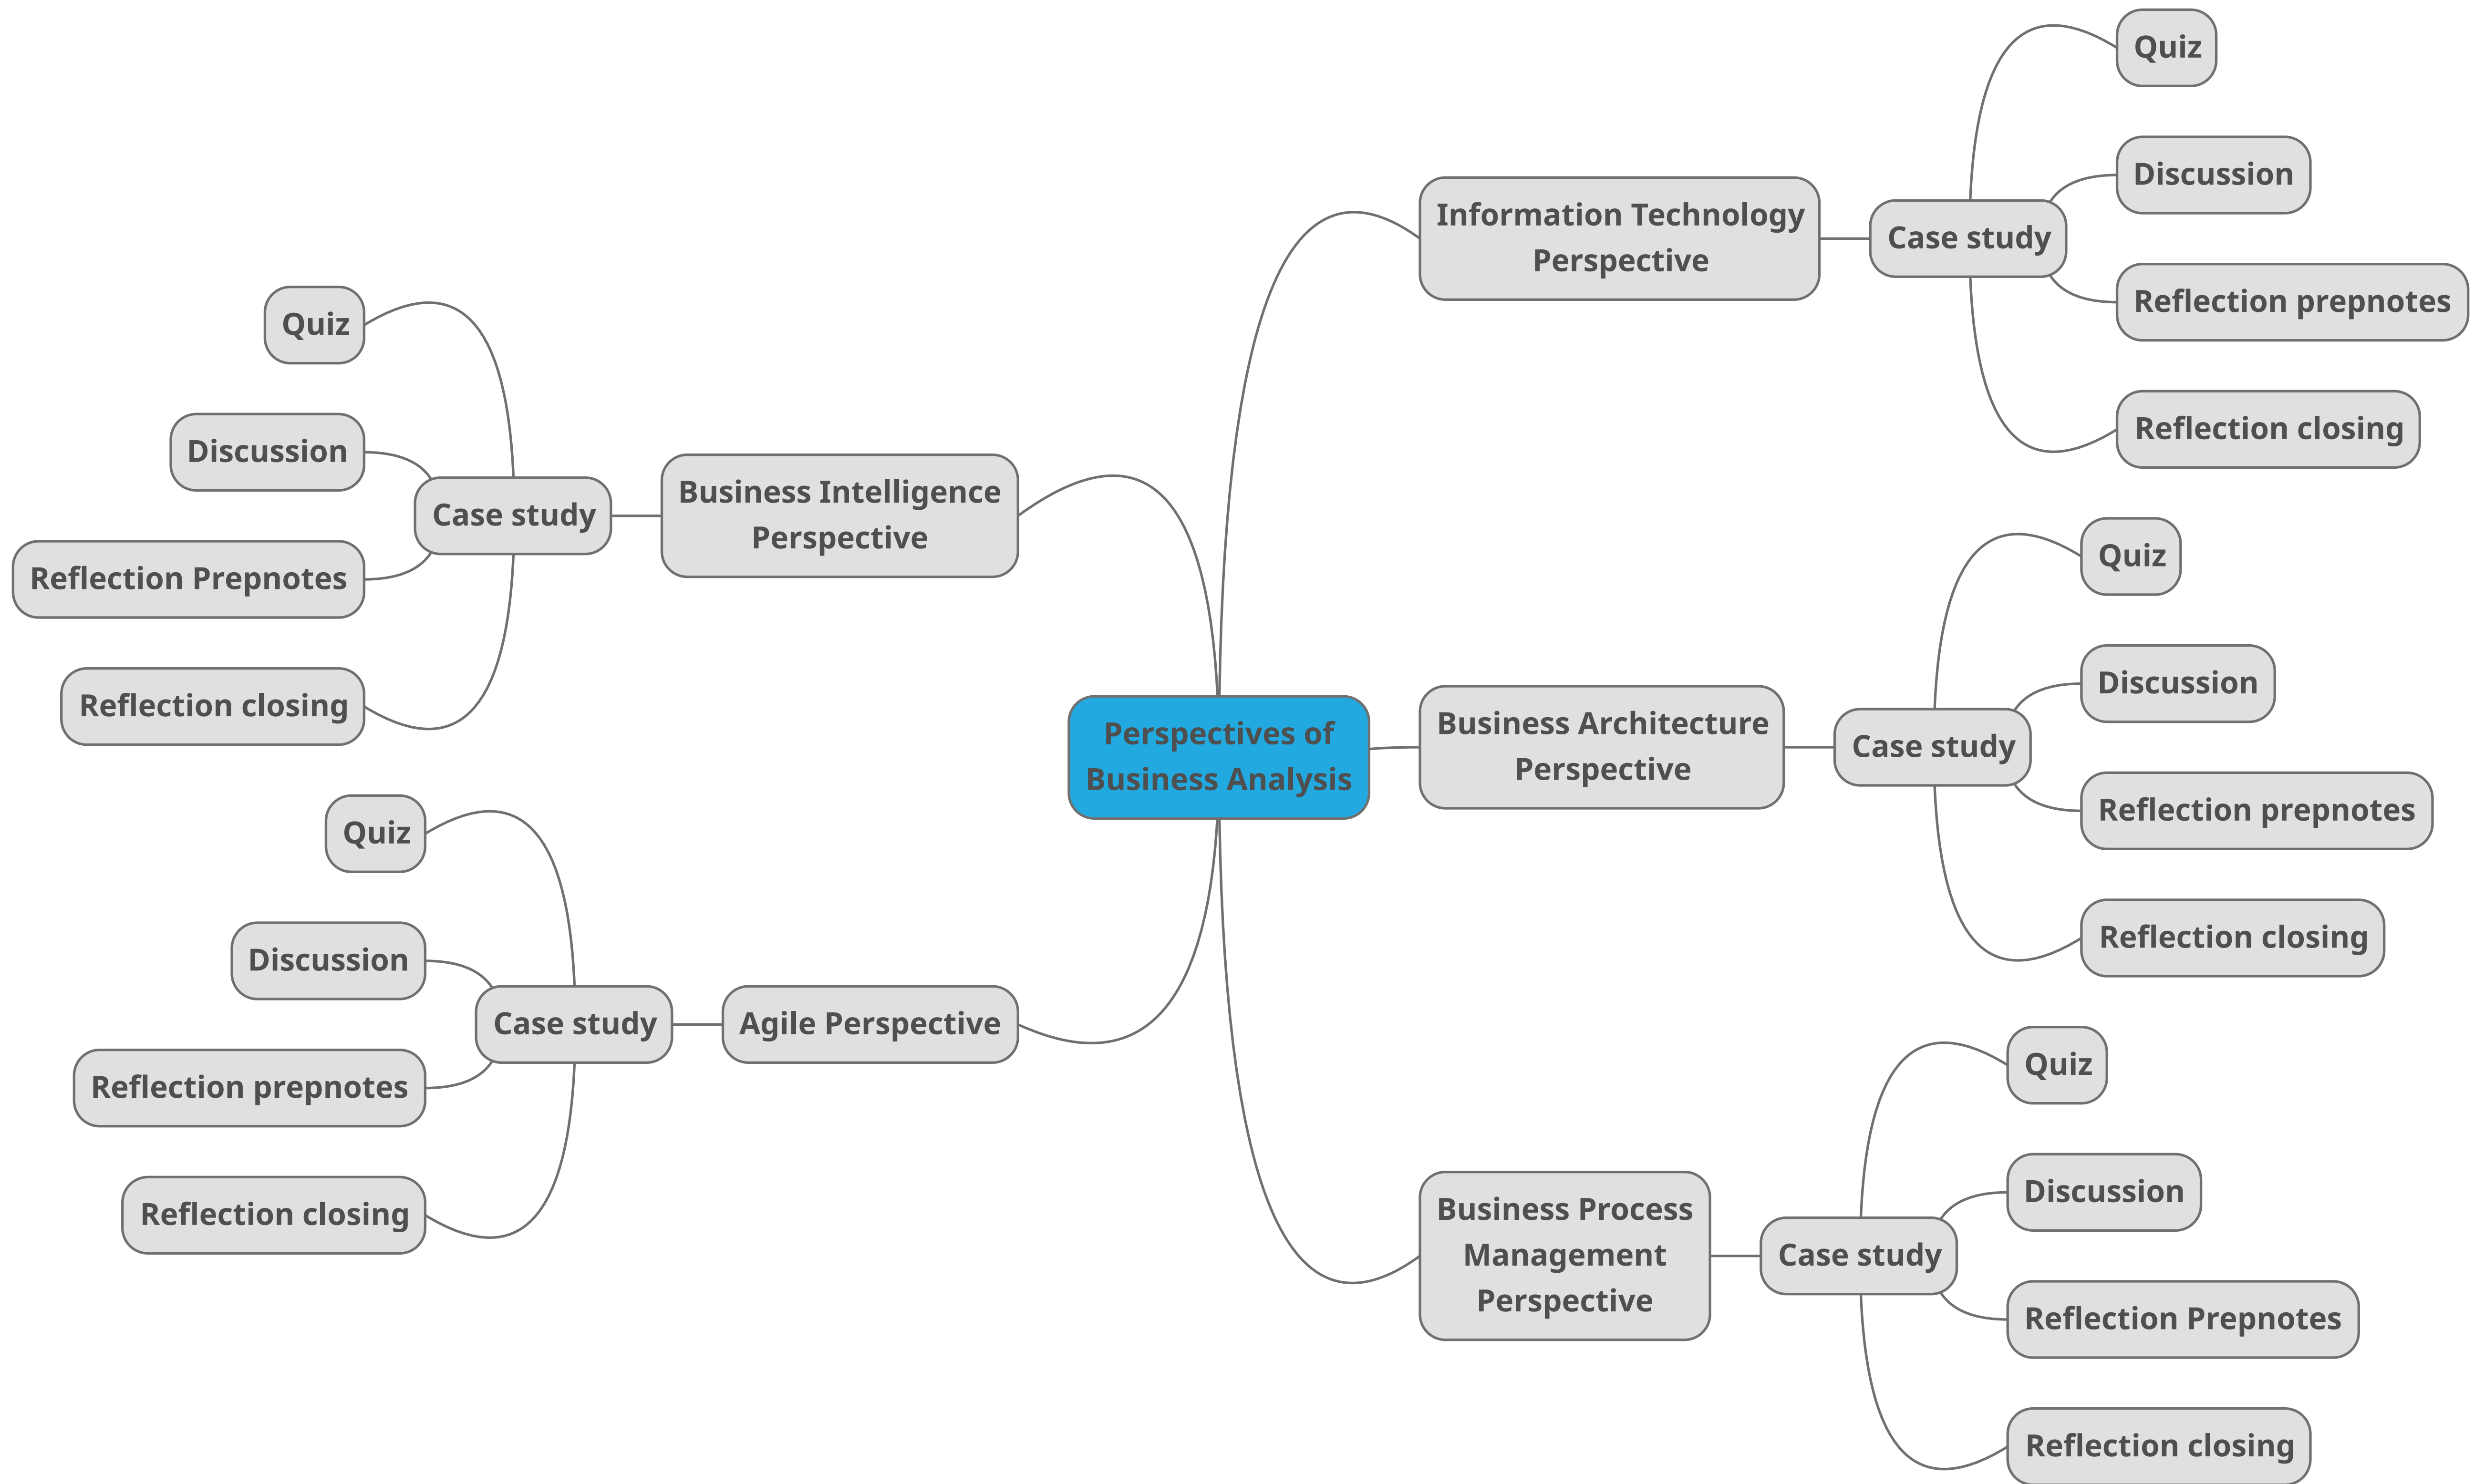 Perspectives of
Business Analysis
Information Technology
Perspective
Case study
Quiz
Discussion
Reflection prepnotes
Reflection closing
Business Architecture
Perspective
Case study
Quiz
Discussion
Reflection prepnotes
Reflection closing
Business Process
Management
Perspective
Case study
Quiz
Discussion
Reflection Prepnotes
Reflection closing
Business Intelligence
Perspective
Case study
Quiz
Discussion
Reflection Prepnotes
Reflection closing
Agile Perspective
Case study
Quiz
Discussion
Reflection prepnotes
Reflection closing